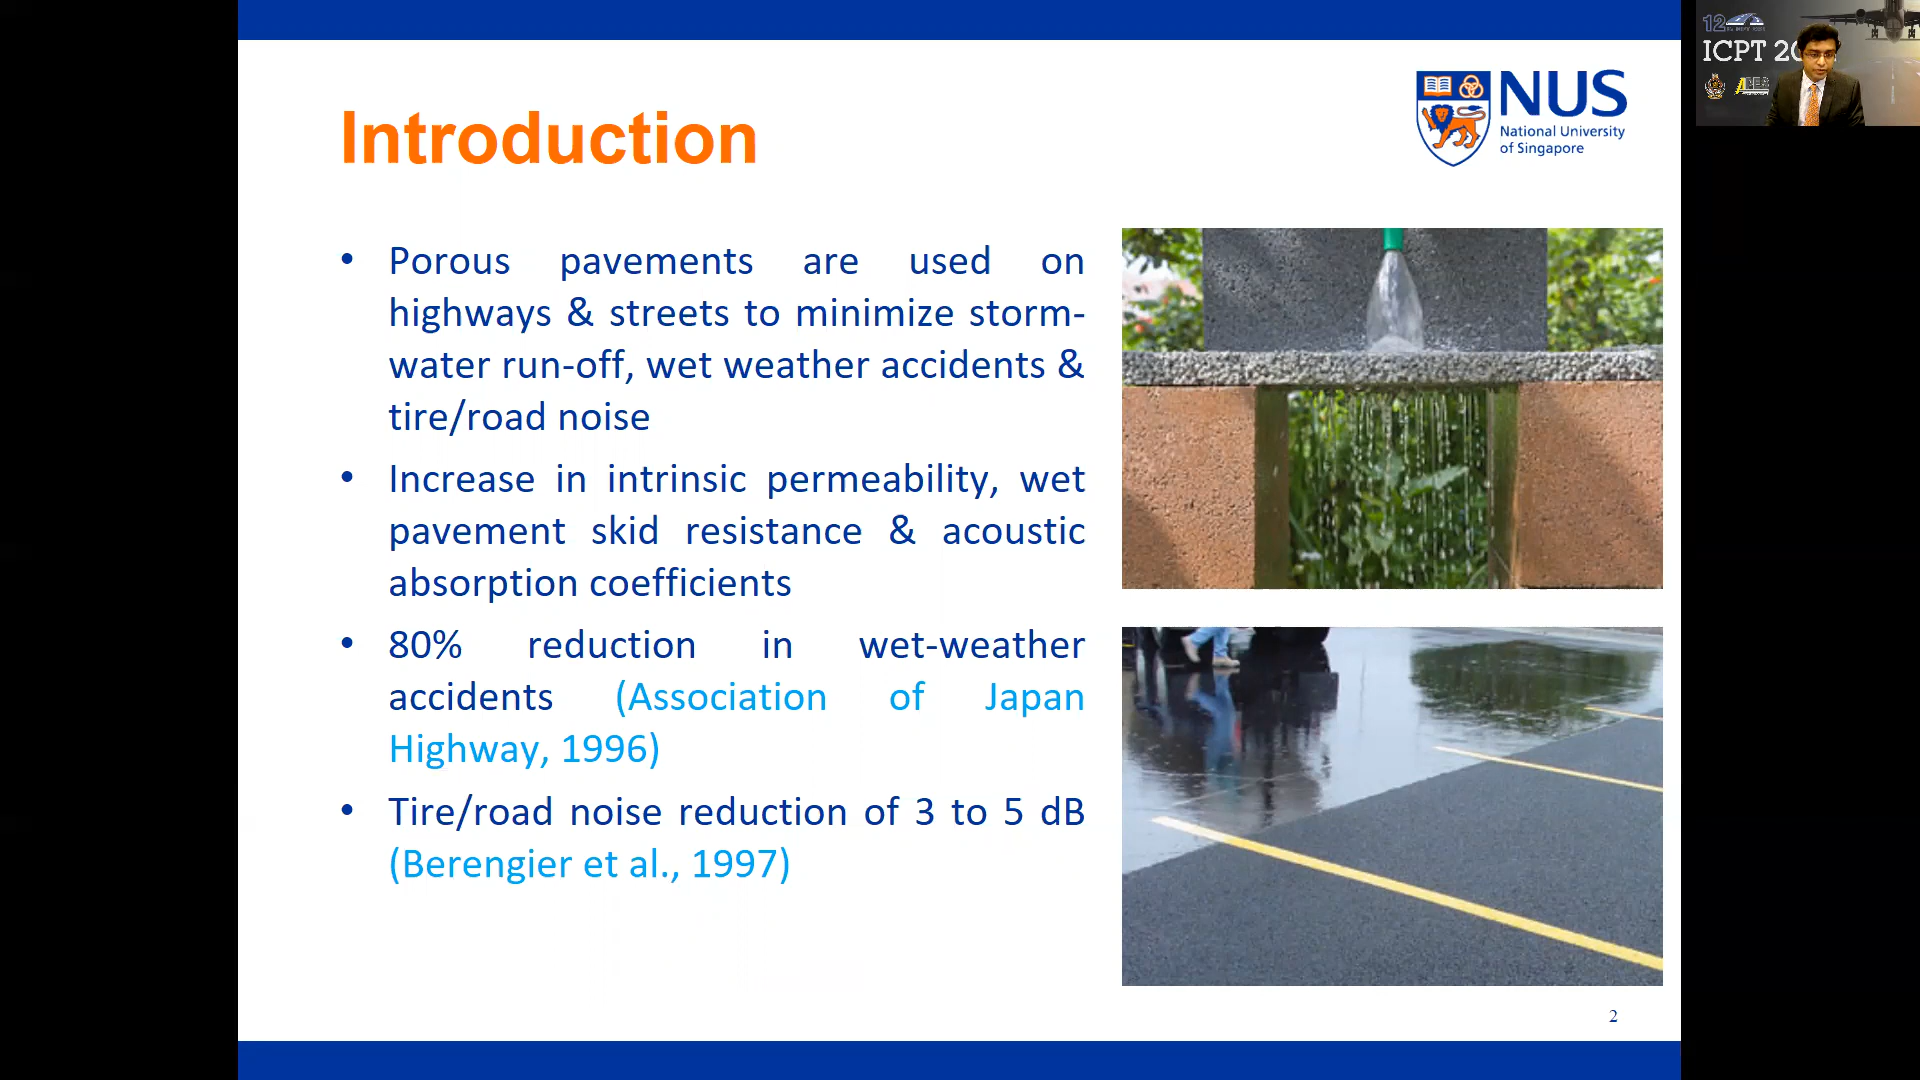 Introduction
NUS
National University
of Singapore
• Porous pavements are used on
highways & streets to minimize storm-
water run-off, wet weather accidents &
tire/road noise
• Increase in intrinsic permeability, wet
pavement skid resistance & acoustic
absorption coefficients
• 80% reduction in wet-weather
accidents (Association of Japan
Highway, 1996)
• Tire/road noise reduction of 3 to 5 dB
(Berengier et al., 1997)
2
12
ICPT 20